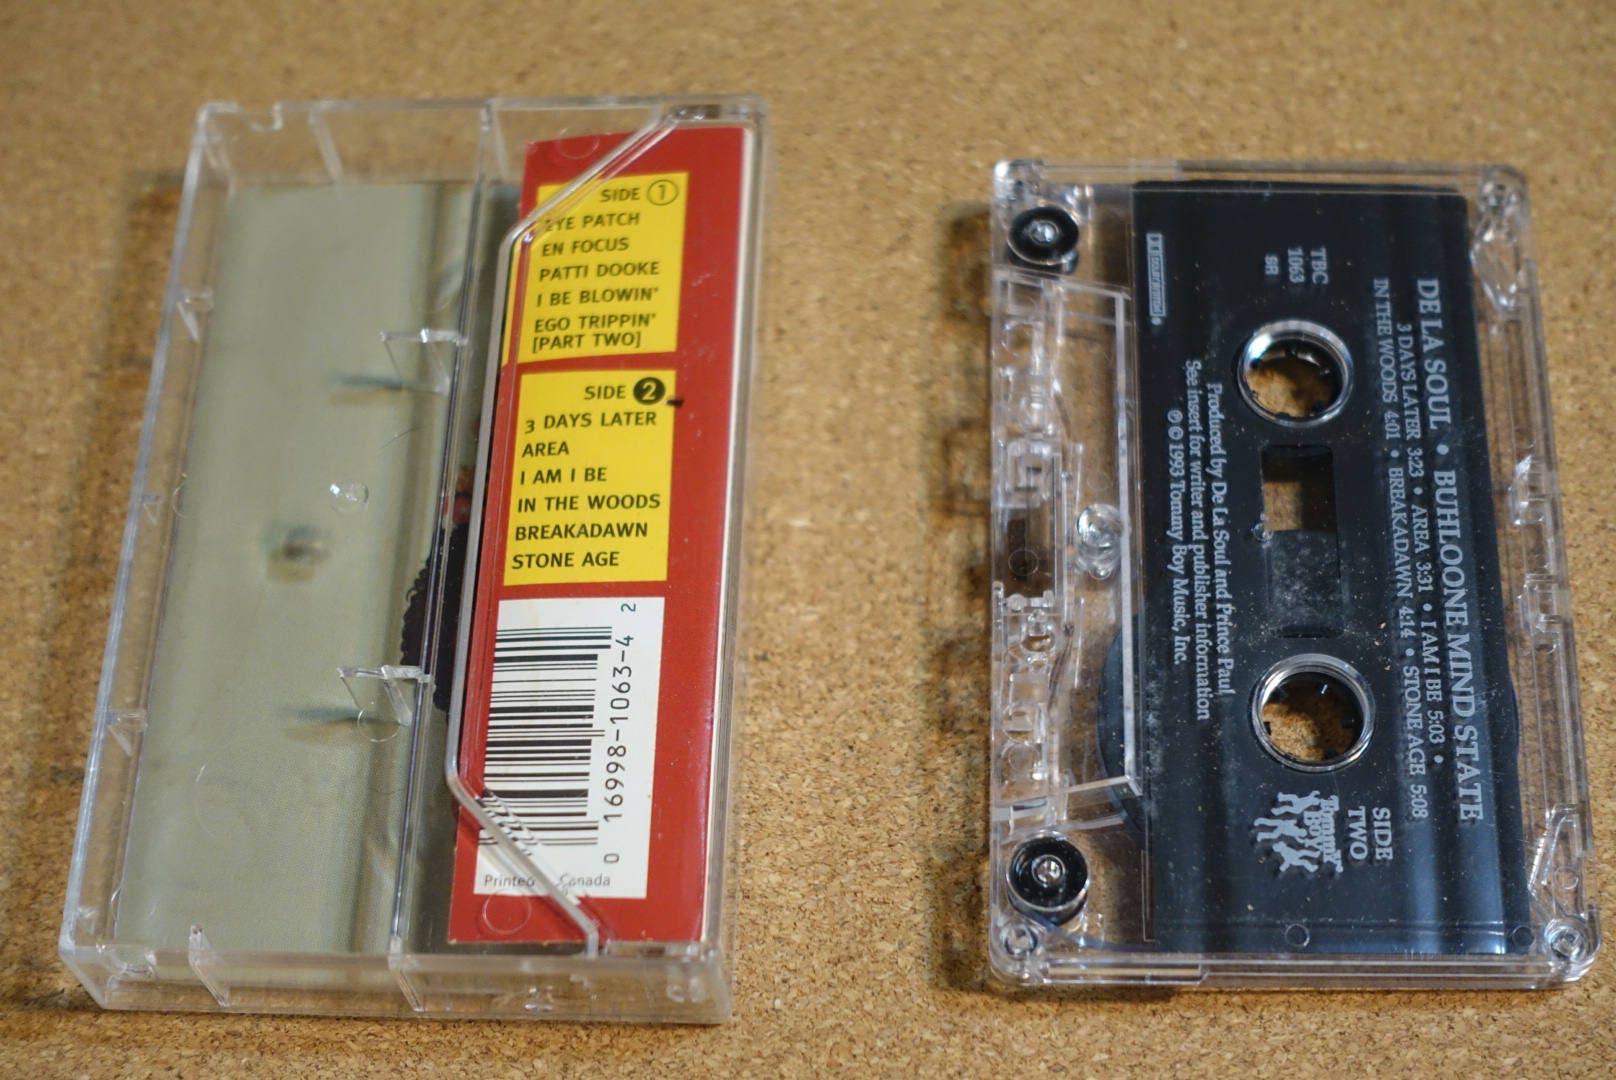 SIDE 1
EYE PATCH
EN FOCUS
PATTI DOOKE
I BE BLOWIN'
EGO TRIPPIN'
[PART TWO]
SIDE 2
3 DAYS LATER
AREA
I AM I BE
IN THE WOODS
BREAKADAWN
STONE AGE
0 16998-1063-4 2
Printed Canada
DE LA SOUL • BUHLOONE MIND STATE
3 DAYS LATER 3:23 • AREA 3:31 • I AM I BE 5:03 •
IN THE WOODS 4:01 • BREAKADAWN 4:14 • STONE AGE 5:08
TBC
1063
SR
SIDE
TWO
Tommy
Boy
Produced by De La Soul and Prince Paul
See insert for writer and publisher information
℗©1993 Tommy Boy Music, Inc.